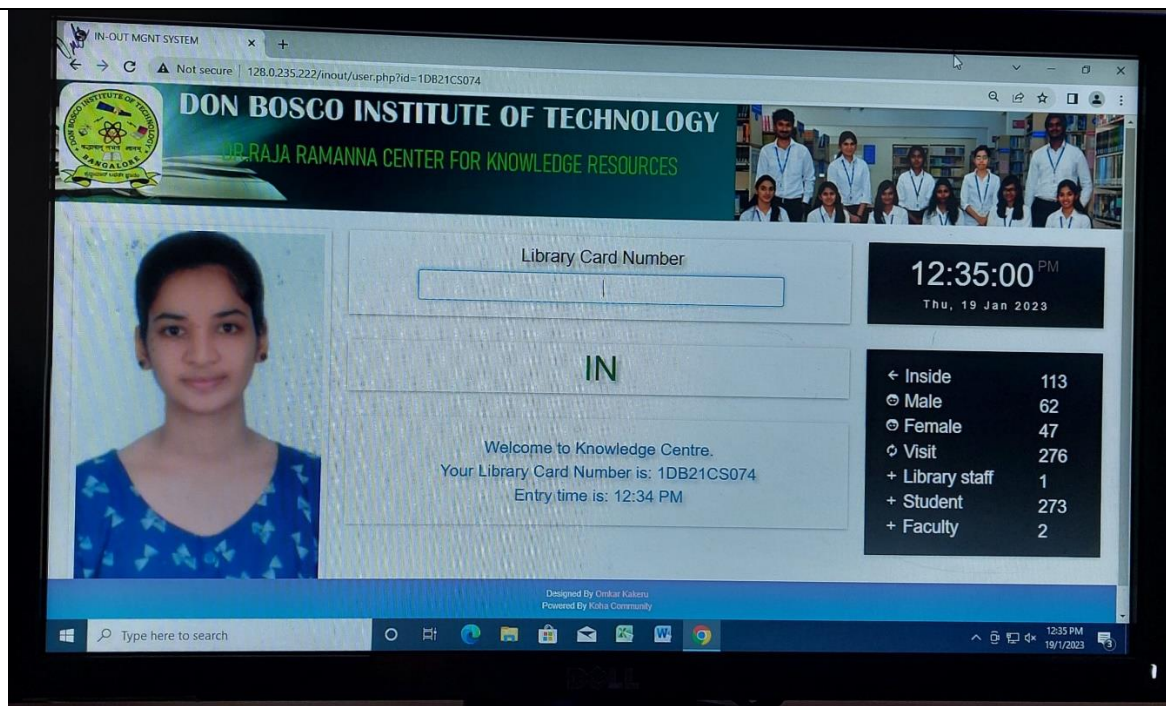 IN-OUT MGNT SYSTEM
Not secure | 128.0.235.222/inout/user.php?id=1DB21CS074
DON BOSCO INSTITUTE OF TECHNOLOGY
DR.RAJA RAMANNA CENTER FOR KNOWLEDGE RESOURCES
BANGALORE
Library Card Number
12:35:00 PM
Thu, 19 Jan 2023
IN
Inside 113
Male 62
Female 47
Visit 276
+ Library staff 1
+ Student 273
+ Faculty 2
Welcome to Knowledge Centre.
Your Library Card Number is: 1DB21CS074
Entry time is: 12:34 PM
Designed By Omkar Kakeru
Powered By Koha Community
Type here to search
12:35 PM
19/1/2023
DELL